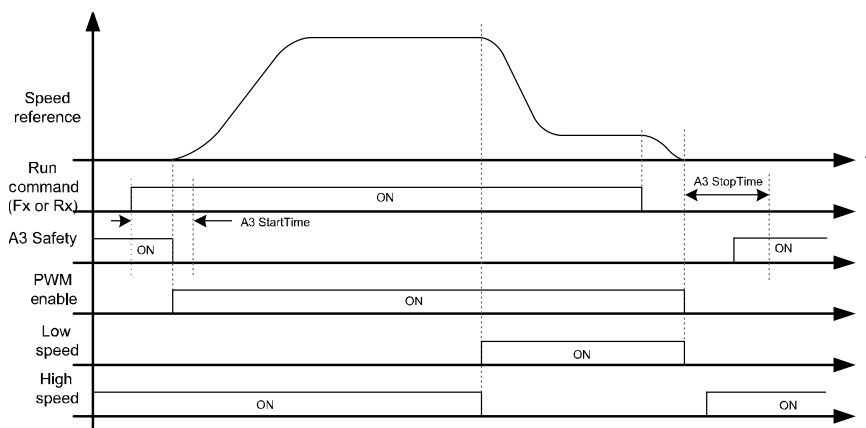 Speed
reference
Run
command
(Fx or Rx)
ON
A3 StopTime
A3 StartTime
A3 Safety
ON
ON
PWM
enable
ON
Low
speed
ON
High
speed
ON
ON